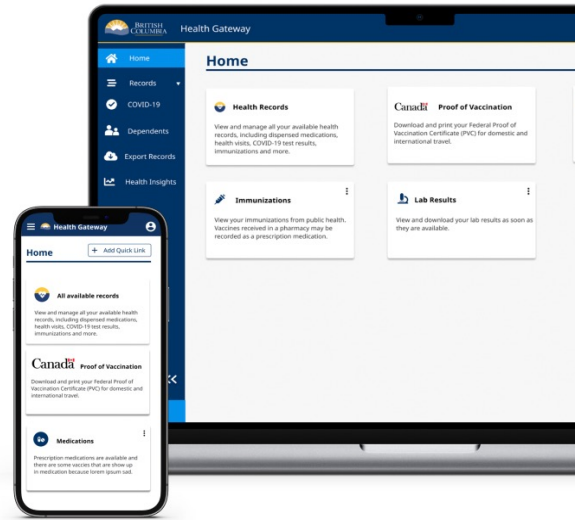 BRITISH
COLUMBIA
Health Gateway
Home
Records
COVID-19
Dependents
Export Records
Health Insights
Home
Health Records
View and manage all your available health
records, including dispensed medications,
health visits, COVID-19 test results,
immunizations and more.
Canada Proof of Vaccination
Download and print your Federal Proof of
Vaccination Certificate (PVC) for domestic and
international travel.
Immunizations
View your immunizations from public health.
Vaccines received in a pharmacy may be
recorded as a prescription medication.
Lab Results
View and download your lab results as soon as
they are available.
Health Gateway
Home
+ Add Quick Link
All available records
View and manage all your available health
records, including dispensed medications,
health visits, COVID-19 test results,
immunizations and more.
Canada Proof of Vaccination
Download and print your Federal Proof of
Vaccination Certificate (PVC) for domestic and
international travel.
Medications
Prescription medications are available and
there are some vaccies that are show up
in medication because lorem ipsum sad.